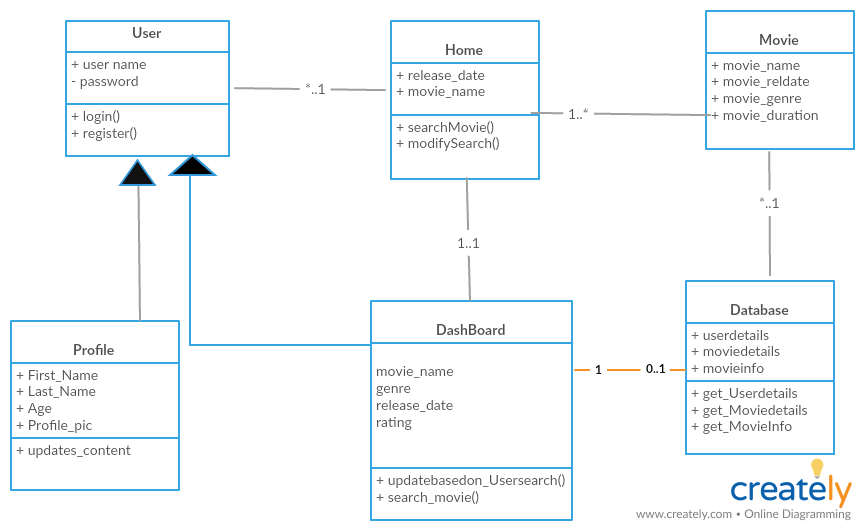 User
+ user name
- password
+ login()
+ register()
*..1
Home
+ release_date
+ movie_name
+ searchMovie()
+ modifySearch()
1..*
Movie
+ movie_name
+ movie_reldate
+ movie_genre
+ movie_duration
1..1
*..1
Profile
+ First_Name
+ Last_Name
+ Age
+ Profile_pic
+ updates_content
DashBoard
movie_name
genre
release_date
rating
+ updatebasedon_Usersearch()
+ search_movie()
1
0..1
Database
+ userdetails
+ moviedetails
+ movieinfo
+ get_Userdetails
+ get_Moviedetails
+ get_MovieInfo
creately
www.creately.com • Online Diagramming